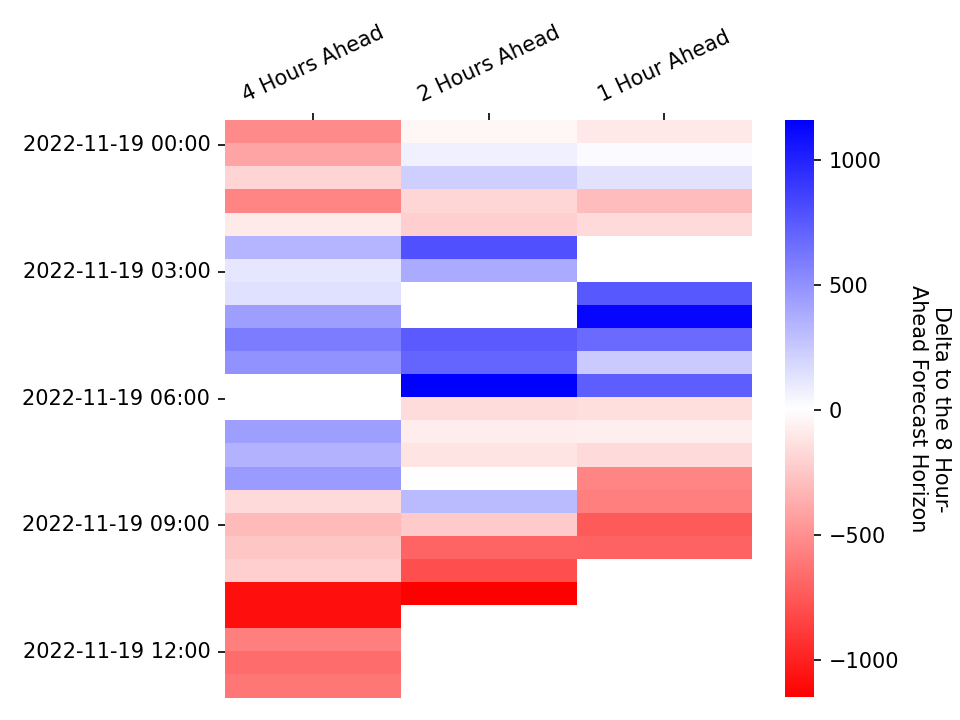 4 Hours Ahead
2 Hours Ahead
1 Hour Ahead
2022-11-19 00:00
2022-11-19 03:00
2022-11-19 06:00
2022-11-19 09:00
2022-11-19 12:00
1000
500
0
−500
−1000
Delta to the 8 Hour-
Ahead Forecast Horizon